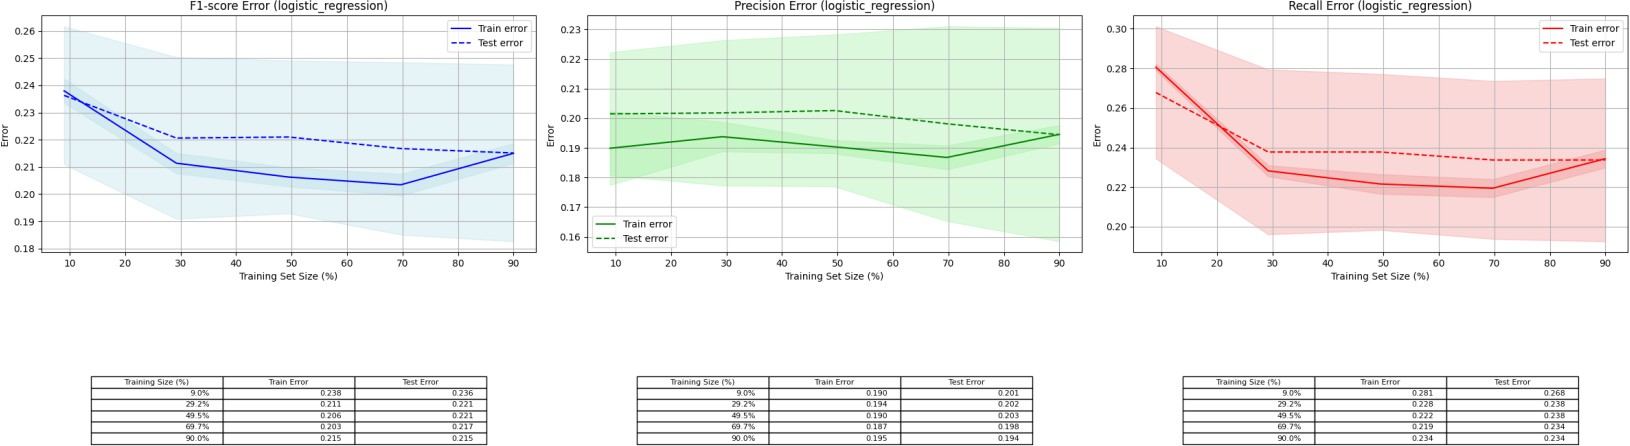 F1-score Error (logistic_regression)
0.26
0.25
0.24
0.23
0.22
0.21
0.20
0.19
0.18
Error
Train error
Test error
10 20 30 40 50 60 70 80 90
Training Set Size (%)
Precision Error (logistic_regression)
0.23
0.22
0.21
0.20
0.19
0.18
0.17
0.16
Error
Train error
Test error
10 20 30 40 50 60 70 80 90
Training Set Size (%)
Recall Error (logistic_regression)
0.30
0.28
0.26
0.24
0.22
0.20
Error
Train error
Test error
10 20 30 40 50 60 70 80 90
Training Set Size (%)
Training Size (%) Train Error Test Error
9.0% 0.238 0.236
29.2% 0.211 0.221
49.5% 0.206 0.221
69.7% 0.203 0.217
90.0% 0.215 0.215
Training Size (%) Train Error Test Error
9.0% 0.190 0.201
29.2% 0.194 0.202
49.5% 0.190 0.203
69.7% 0.187 0.198
90.0% 0.195 0.194
Training Size (%) Train Error Test Error
9.0% 0.281 0.268
29.2% 0.228 0.238
49.5% 0.222 0.238
69.7% 0.219 0.234
90.0% 0.234 0.234